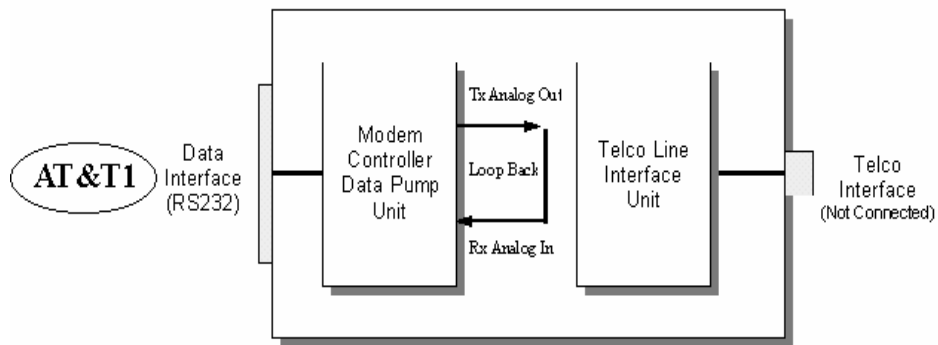 AT&T1
Data
Interface
(RS232)
Modem
Controller
Data Pump
Unit
Tx Analog Out
Loop Back
Rx Analog In
Telco Line
Interface
Unit
Telco
Interface
(Not Connected)